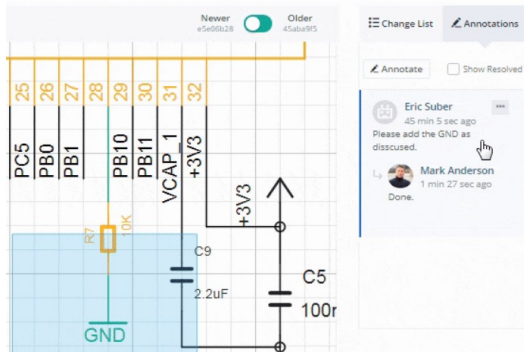 Newer
e5e06b28
Older
45aba9f5
Change List
Annotations
Annotate
Show Resolved
Eric Suber
45 min 5 sec ago
Please add the GND as
disscused.
Mark Anderson
1 min 27 sec ago
Done.
25
26
27
28
29
30
31
32
PC5
PB0
PB1
PB10
PB11
VCAP_1
+3V3
+3V3
R7
10K
C9
2.2uF
C5
100n
GND